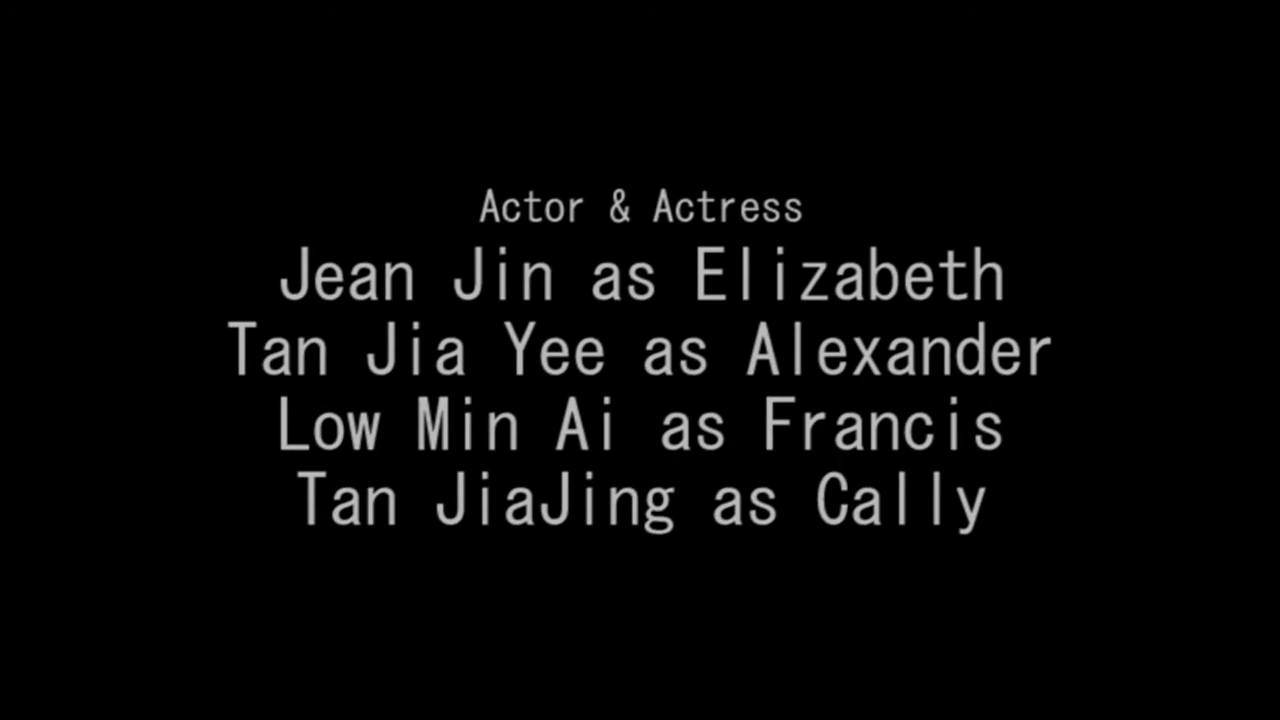 Actor & Actress
Jean Jin as Elizabeth
Tan Jia Yee as Alexander
Low Min Ai as Francis
Tan JiaJing as Cally